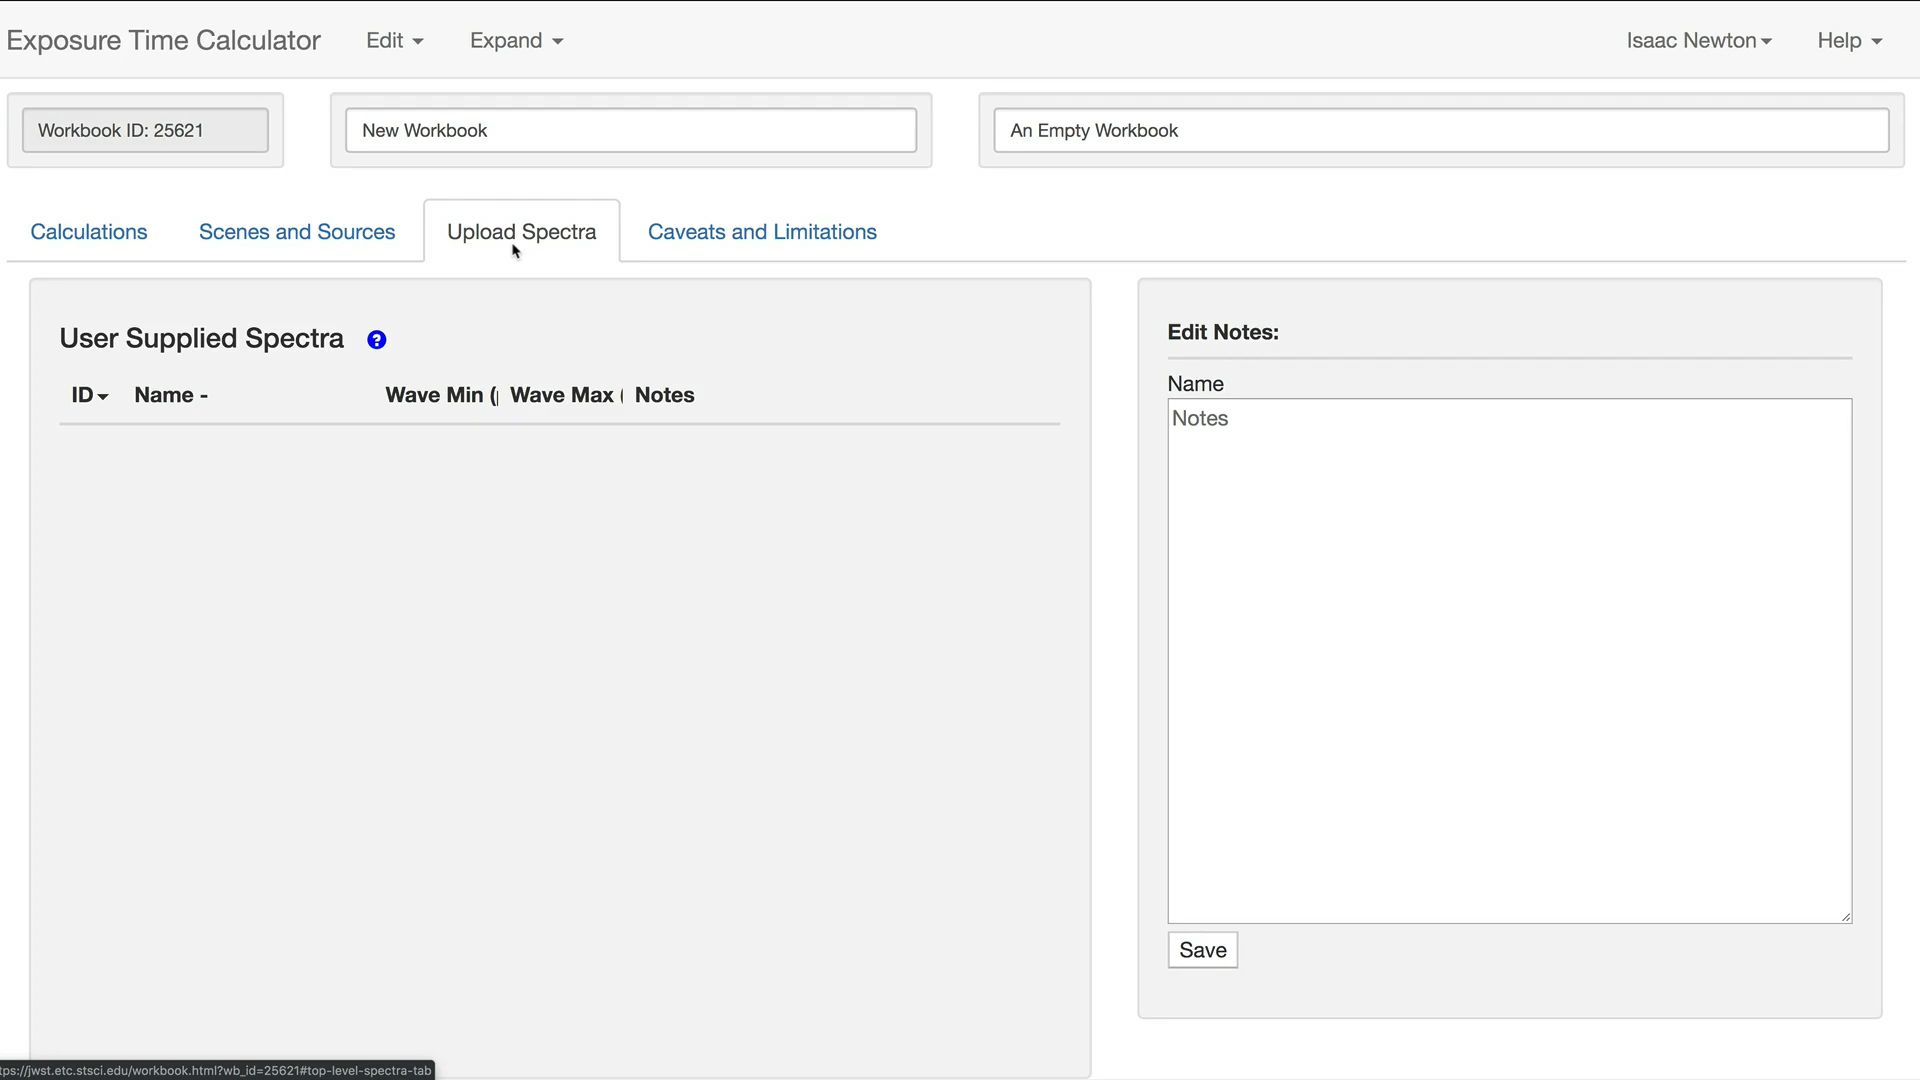 Exposure Time Calculator Edit Expand Isaac Newton Help
Workbook ID: 25621 New Workbook An Empty Workbook
Calculations Scenes and Sources Upload Spectra Caveats and Limitations
User Supplied Spectra ?
ID Name - Wave Min ( Wave Max ( Notes
Edit Notes:
Name
Notes
Save
tps://jwst.etc.stsci.edu/workbook.html?wb_id=25621#top-level-spectra-tab